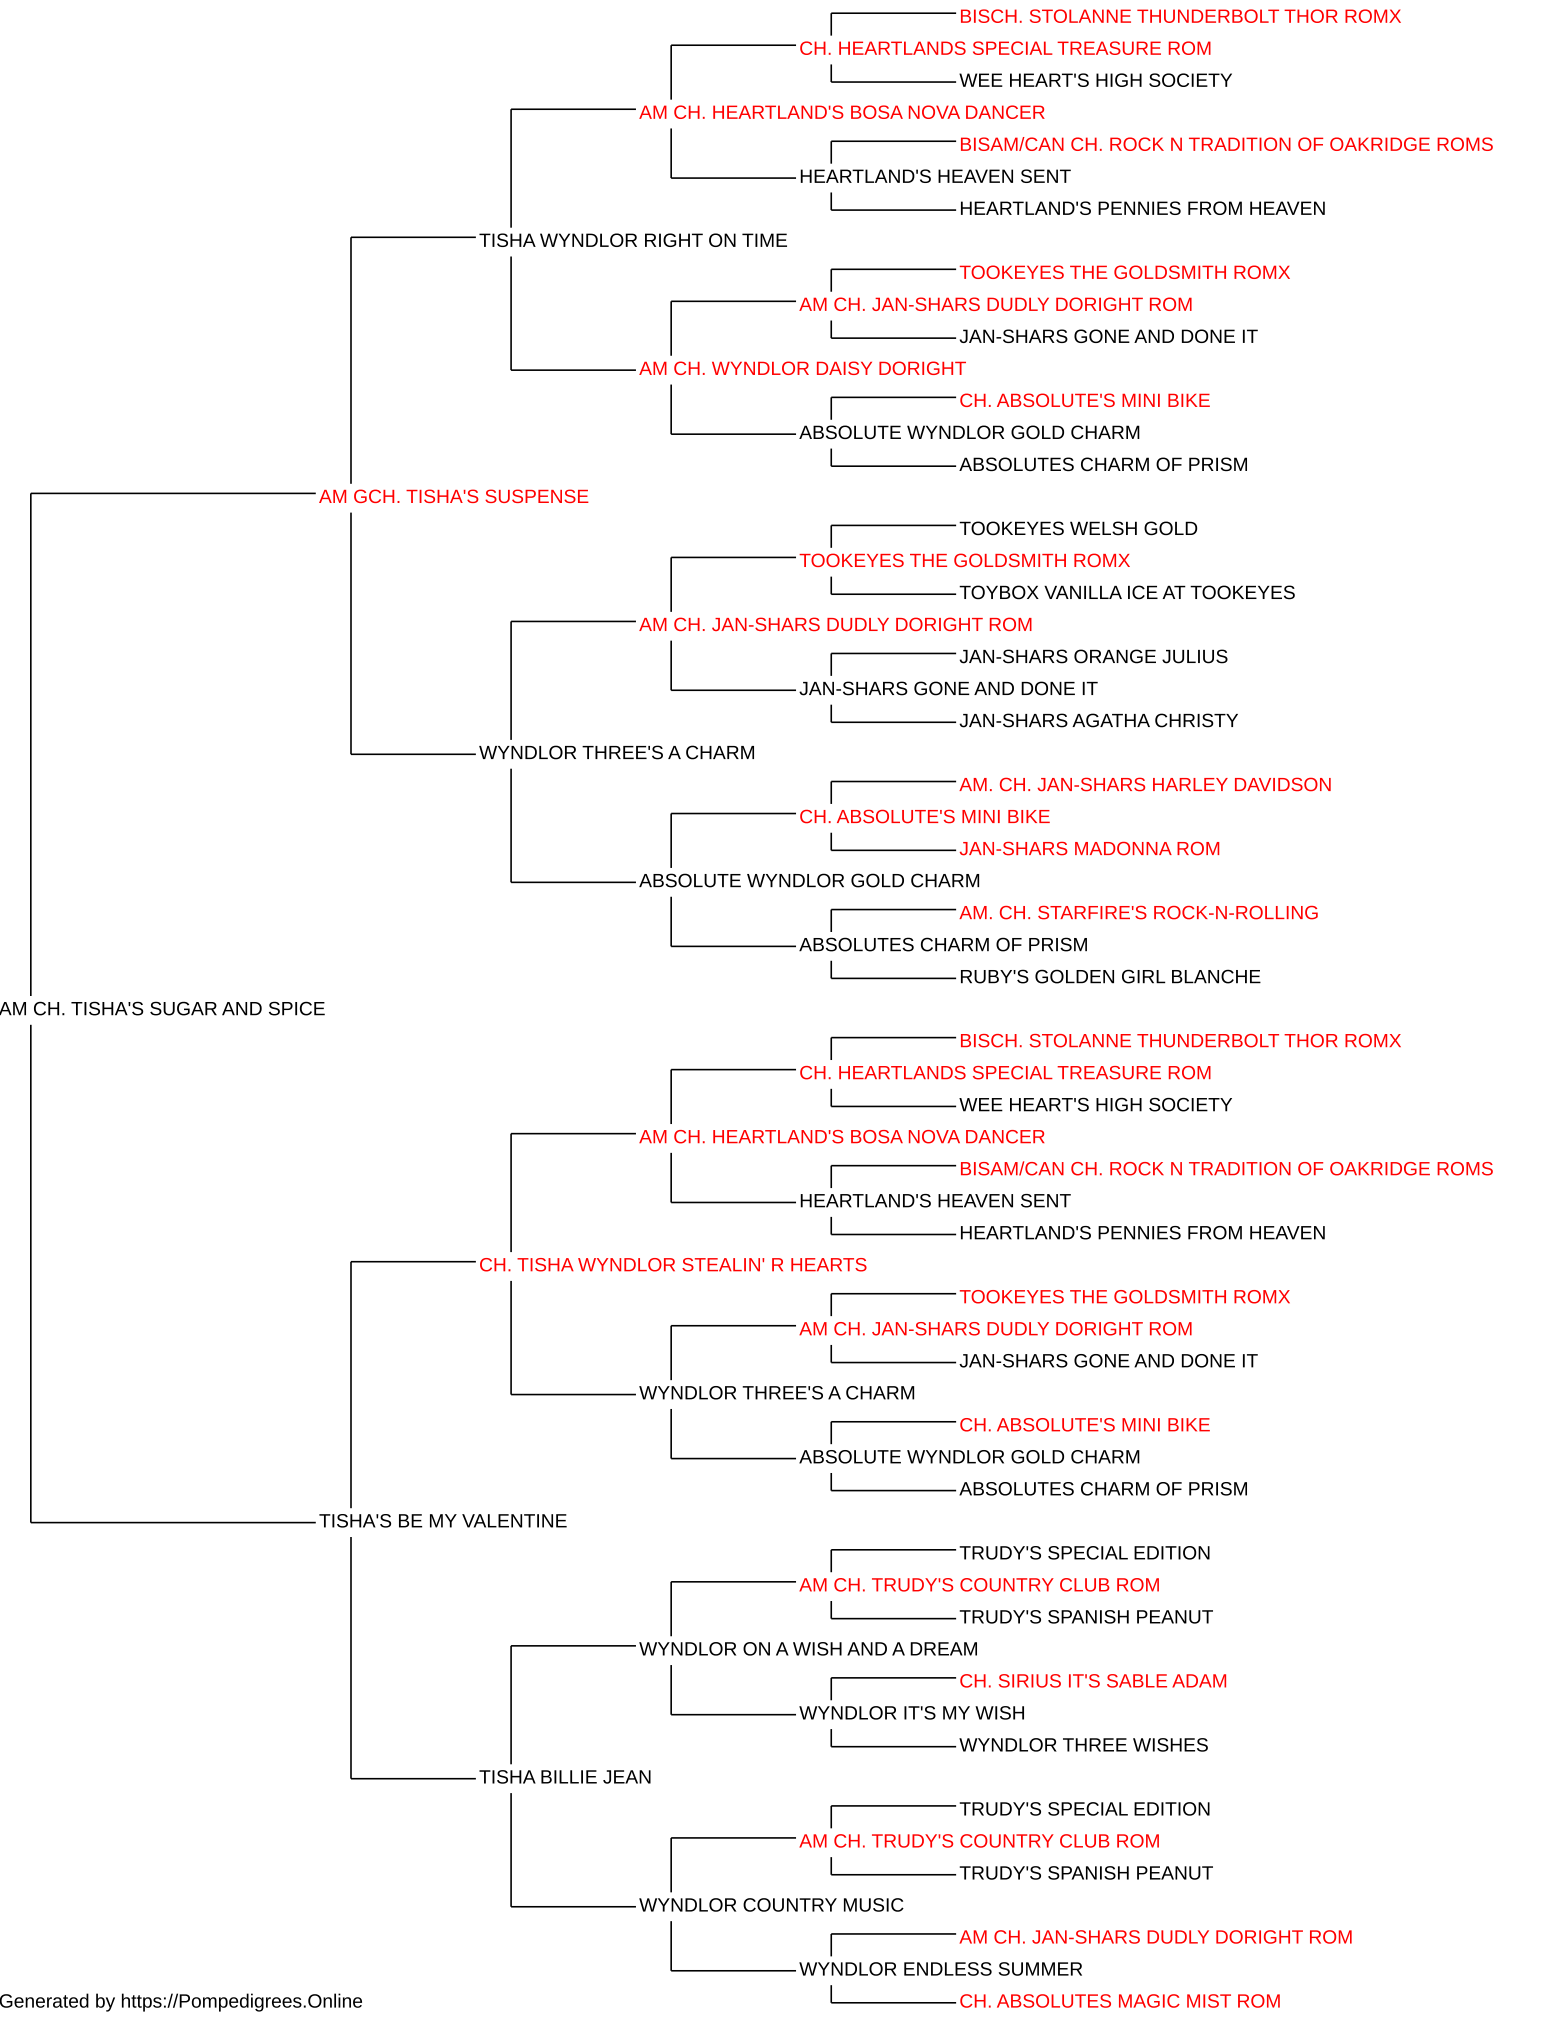 BISCH. STOLANNE THUNDERBOLT THOR ROMX
CH. HEARTLANDS SPECIAL TREASURE ROM
WEE HEART'S HIGH SOCIETY
AM CH. HEARTLAND'S BOSA NOVA DANCER
BISAM/CAN CH. ROCK N TRADITION OF OAKRIDGE ROMS
HEARTLAND'S HEAVEN SENT
HEARTLAND'S PENNIES FROM HEAVEN
TISHA WYNDLOR RIGHT ON TIME
TOOKEYES THE GOLDSMITH ROMX
AM CH. JAN-SHARS DUDLY DORIGHT ROM
JAN-SHARS GONE AND DONE IT
AM CH. WYNDLOR DAISY DORIGHT
CH. ABSOLUTE'S MINI BIKE
ABSOLUTE WYNDLOR GOLD CHARM
ABSOLUTES CHARM OF PRISM
AM GCH. TISHA'S SUSPENSE
TOOKEYES WELSH GOLD
TOOKEYES THE GOLDSMITH ROMX
TOYBOX VANILLA ICE AT TOOKEYES
AM CH. JAN-SHARS DUDLY DORIGHT ROM
JAN-SHARS ORANGE JULIUS
JAN-SHARS GONE AND DONE IT
JAN-SHARS AGATHA CHRISTY
WYNDLOR THREE'S A CHARM
AM. CH. JAN-SHARS HARLEY DAVIDSON
CH. ABSOLUTE'S MINI BIKE
JAN-SHARS MADONNA ROM
ABSOLUTE WYNDLOR GOLD CHARM
AM. CH. STARFIRE'S ROCK-N-ROLLING
ABSOLUTES CHARM OF PRISM
RUBY'S GOLDEN GIRL BLANCHE
AM CH. TISHA'S SUGAR AND SPICE
BISCH. STOLANNE THUNDERBOLT THOR ROMX
CH. HEARTLANDS SPECIAL TREASURE ROM
WEE HEART'S HIGH SOCIETY
AM CH. HEARTLAND'S BOSA NOVA DANCER
BISAM/CAN CH. ROCK N TRADITION OF OAKRIDGE ROMS
HEARTLAND'S HEAVEN SENT
HEARTLAND'S PENNIES FROM HEAVEN
CH. TISHA WYNDLOR STEALIN' R HEARTS
TOOKEYES THE GOLDSMITH ROMX
AM CH. JAN-SHARS DUDLY DORIGHT ROM
JAN-SHARS GONE AND DONE IT
WYNDLOR THREE'S A CHARM
CH. ABSOLUTE'S MINI BIKE
ABSOLUTE WYNDLOR GOLD CHARM
ABSOLUTES CHARM OF PRISM
TISHA'S BE MY VALENTINE
TRUDY'S SPECIAL EDITION
AM CH. TRUDY'S COUNTRY CLUB ROM
TRUDY'S SPANISH PEANUT
WYNDLOR ON A WISH AND A DREAM
CH. SIRIUS IT'S SABLE ADAM
WYNDLOR IT'S MY WISH
WYNDLOR THREE WISHES
TISHA BILLIE JEAN
TRUDY'S SPECIAL EDITION
AM CH. TRUDY'S COUNTRY CLUB ROM
TRUDY'S SPANISH PEANUT
WYNDLOR COUNTRY MUSIC
AM CH. JAN-SHARS DUDLY DORIGHT ROM
WYNDLOR ENDLESS SUMMER
CH. ABSOLUTES MAGIC MIST ROM
Generated by https://Pompedigrees.Online